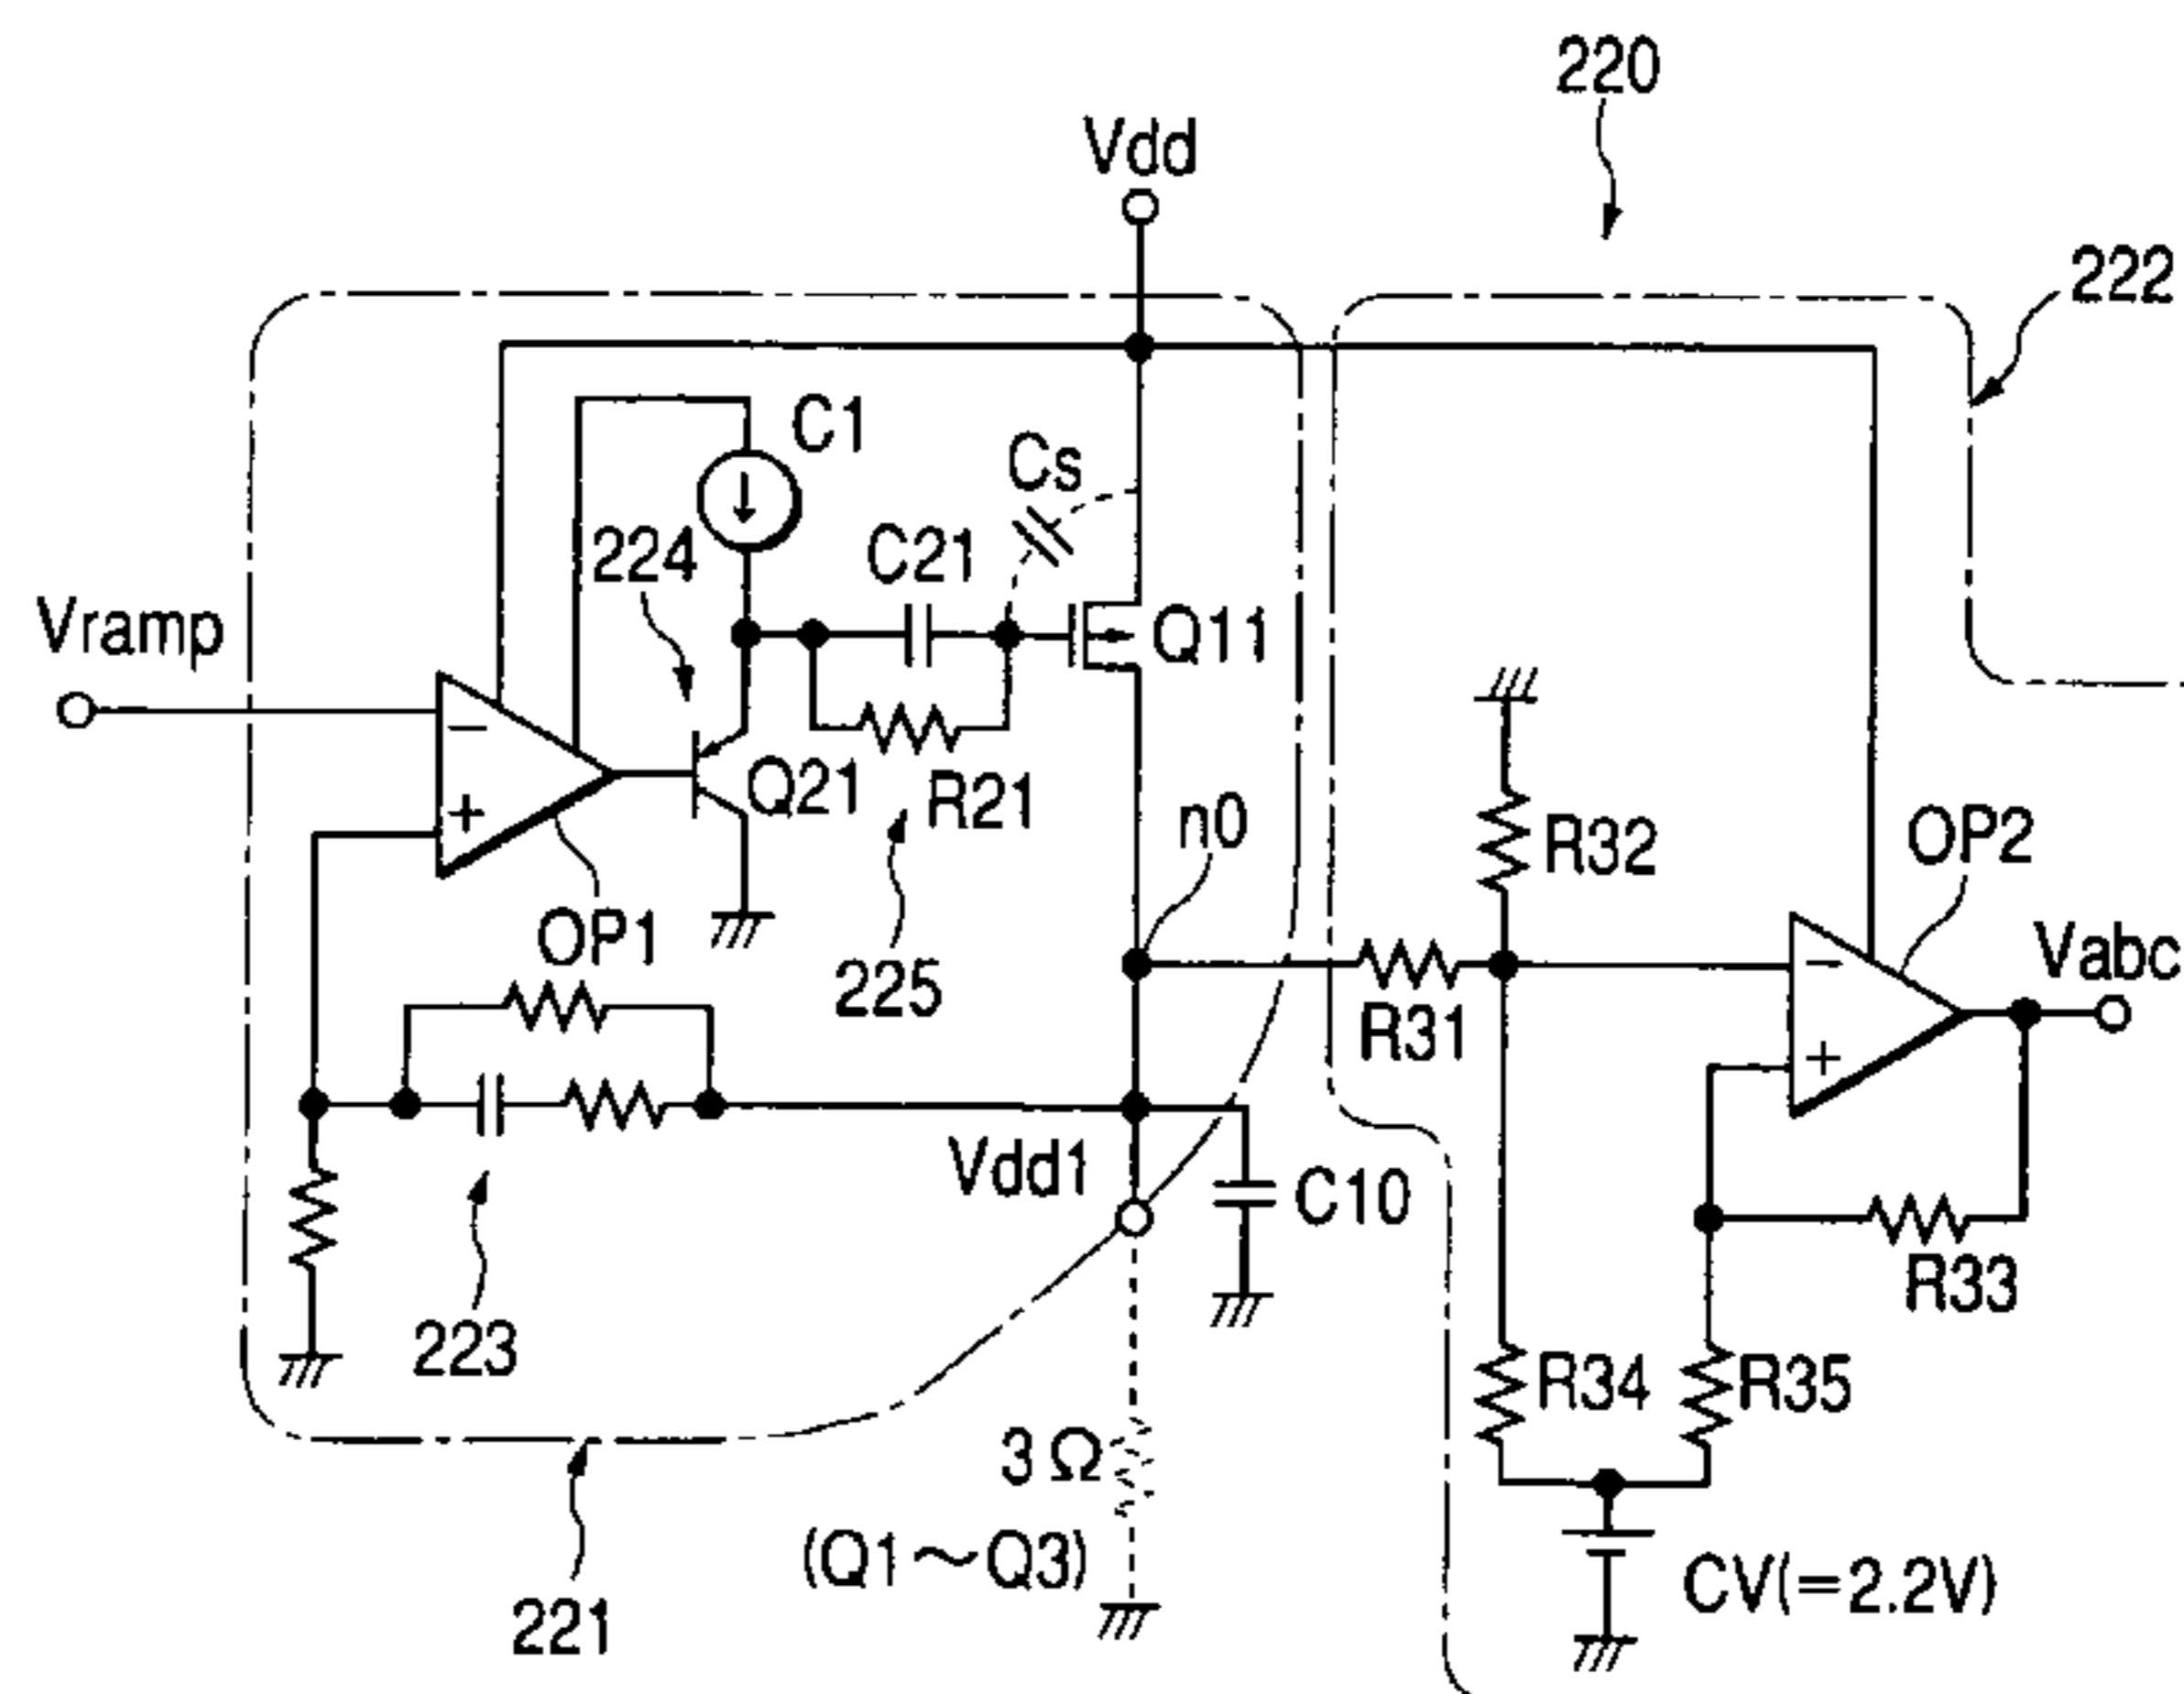 220
Vdd
222
C1
Cs
224
C21
Vramp
Q11
−
+
Q21
R21
n0
R32
OP2
OP1
225
R31
−
+
Vabc
Vdd1
C10
R33
223
R34
R35
3Ω
(Q1～Q3)
CV(=2.2V)
221